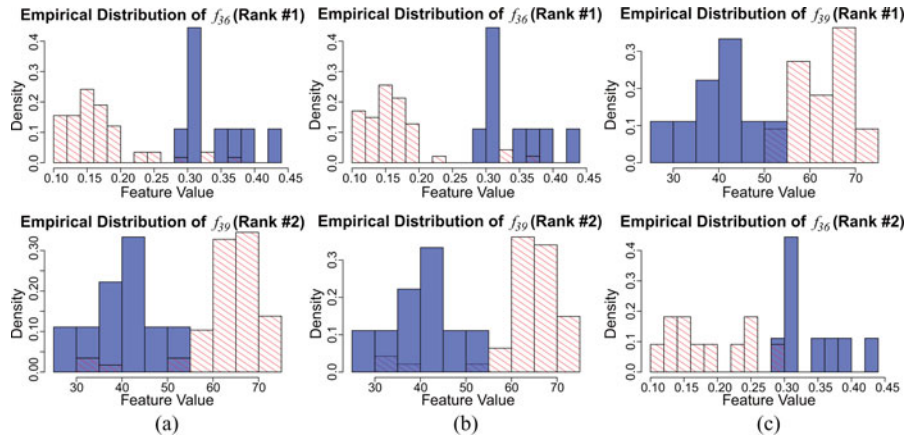 Empirical Distribution of f36 (Rank #1)
Density
0.0 0.1 0.2 0.3 0.4
0.10 0.15 0.20 0.25 0.30 0.35 0.40 0.45
Feature Value
Empirical Distribution of f36 (Rank #1)
Density
0.0 0.1 0.2 0.3 0.4
0.10 0.15 0.20 0.25 0.30 0.35 0.40 0.45
Feature Value
Empirical Distribution of f39 (Rank #1)
Density
0.0 0.1 0.2 0.3
30 40 50 60 70
Feature Value
Empirical Distribution of f39 (Rank #2)
Density
0.00 0.10 0.20 0.30
30 40 50 60 70
Feature Value
(a)
Empirical Distribution of f39 (Rank #2)
Density
0.0 0.1 0.2 0.3
30 40 50 60 70
Feature Value
(b)
Empirical Distribution of f36 (Rank #2)
Density
0.0 0.1 0.2 0.3 0.4
0.10 0.15 0.20 0.25 0.30 0.35 0.40 0.45
Feature Value
(c)